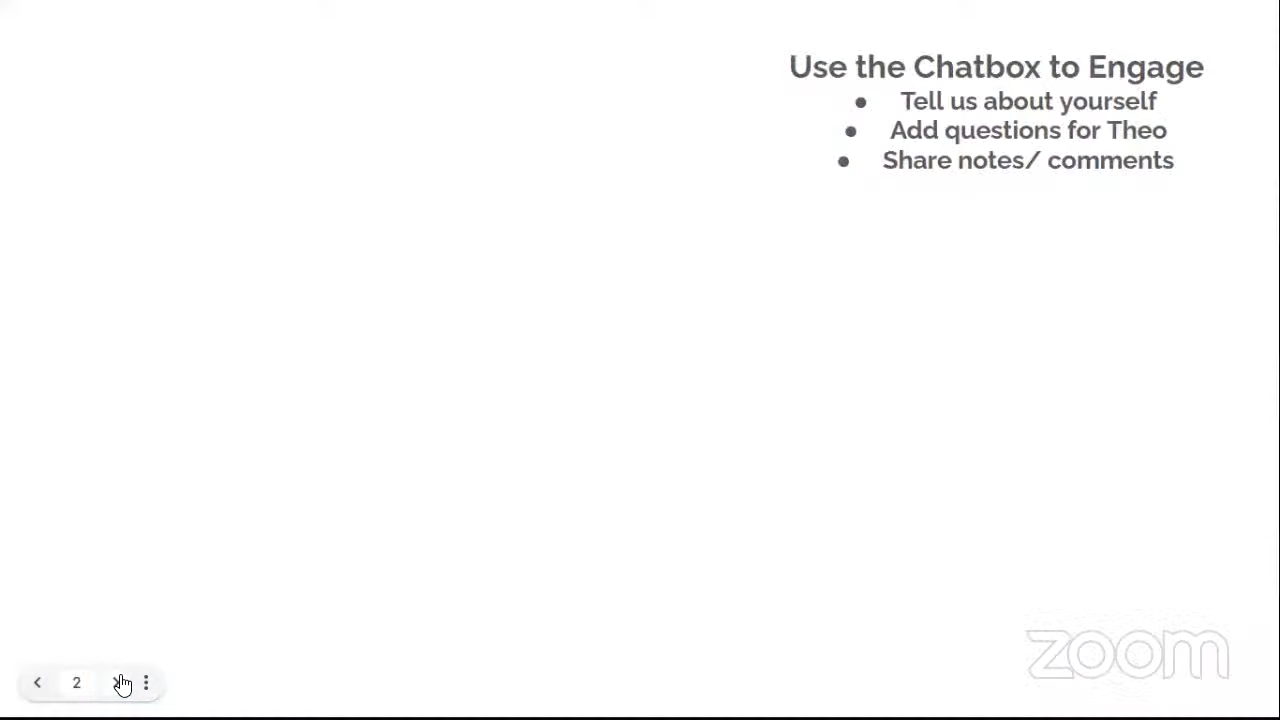 Use the Chatbox to Engage
● Tell us about yourself
● Add questions for Theo
● Share notes/ comments
zoom
2